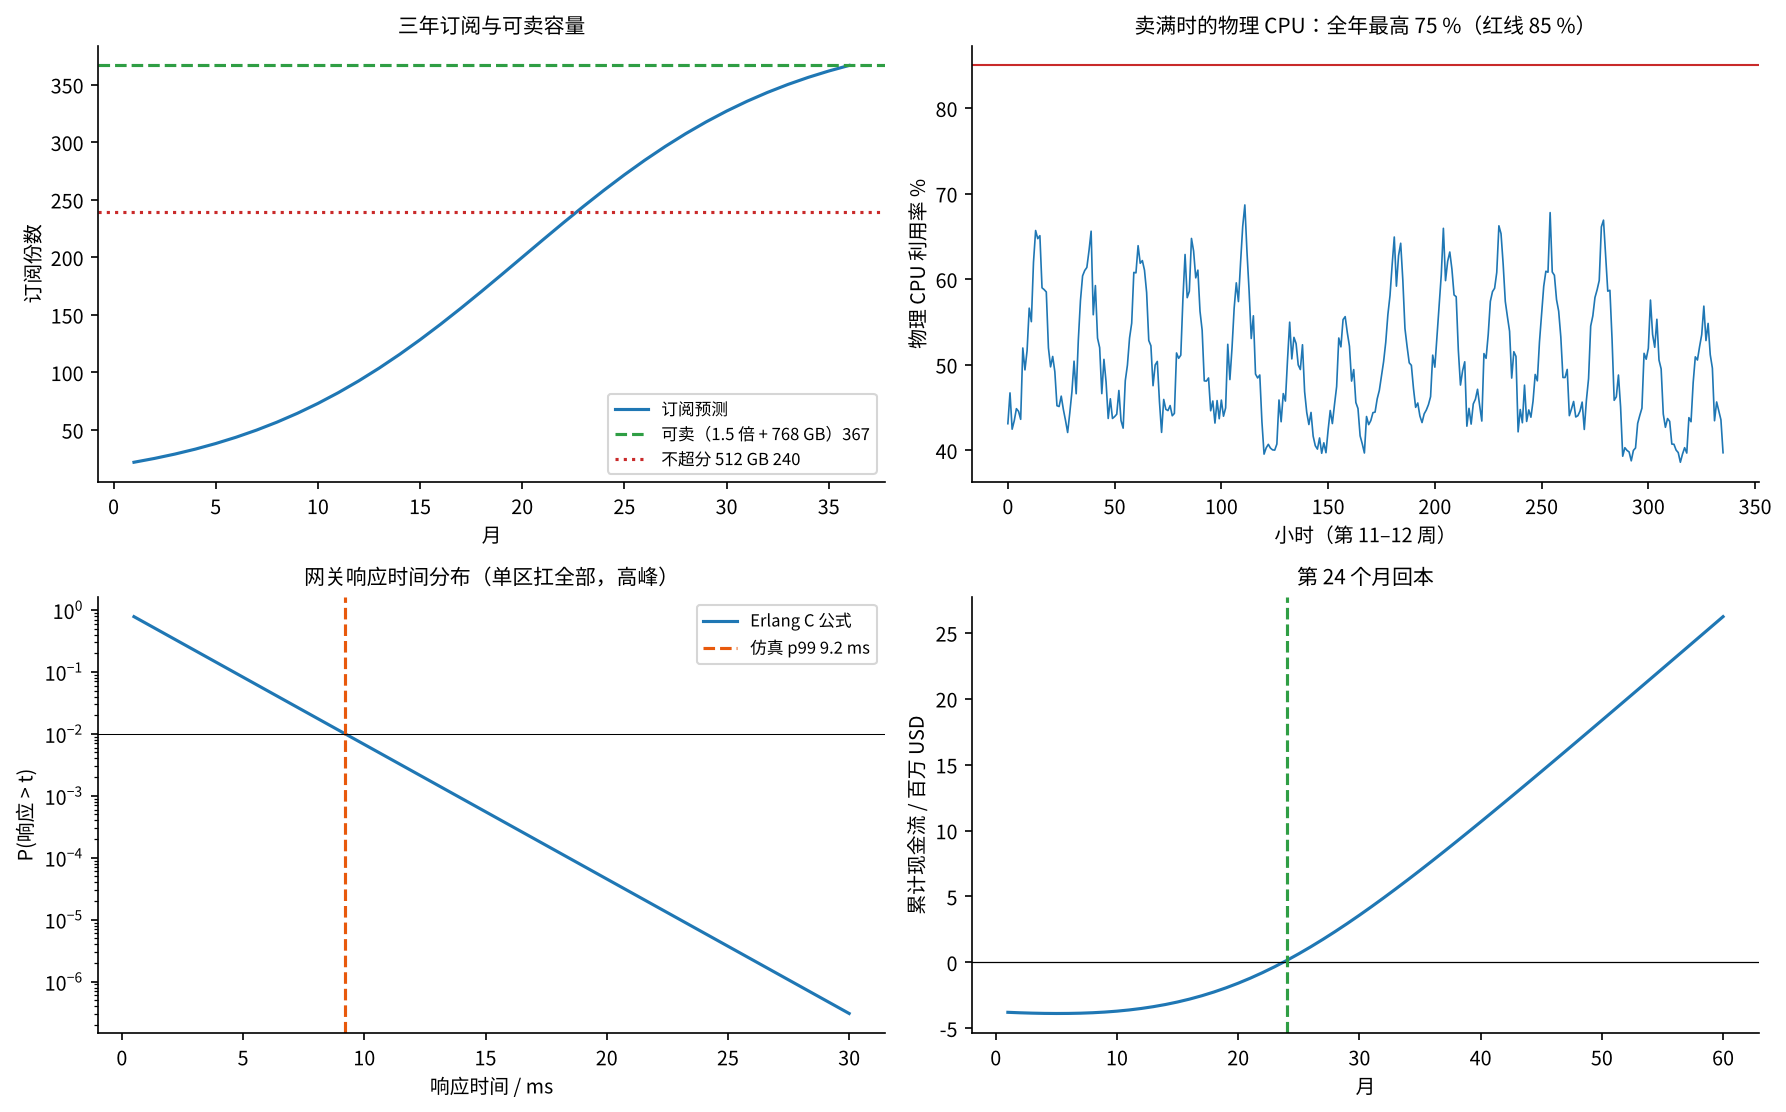 三年订阅与可卖容量
350
300
250
200
150
100
50
订阅份数
0 5 10 15 20 25 30 35
月
订阅预测
可卖（1.5 倍 + 768 GB）367
不超分 512 GB 240
卖满时的物理 CPU：全年最高 75 %（红线 85 %）
80
70
60
50
40
物理 CPU 利用率 %
0 50 100 150 200 250 300 350
小时（第 11–12 周）
网关响应时间分布（单区扛全部，高峰）
10⁰
10⁻¹
10⁻²
10⁻³
10⁻⁴
10⁻⁵
10⁻⁶
P(响应 > t)
0 5 10 15 20 25 30
响应时间 / ms
Erlang C 公式
仿真 p99 9.2 ms
第 24 个月回本
25
20
15
10
5
0
-5
累计现金流 / 百万 USD
0 10 20 30 40 50 60
月